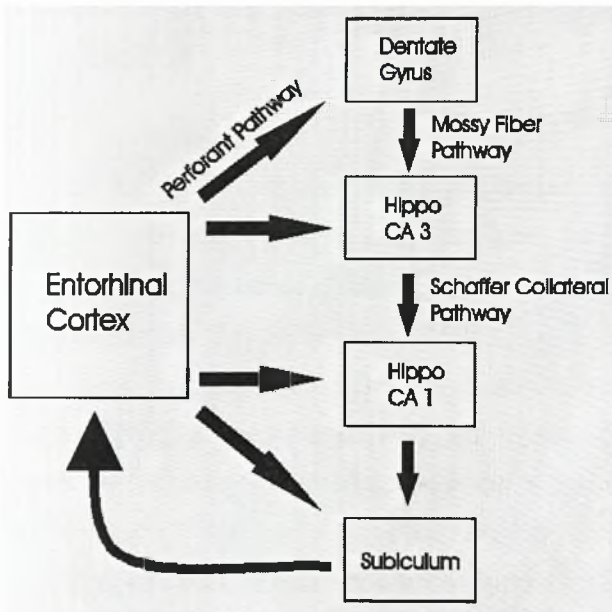 Dentate
Gyrus
Perforant Pathway
Mossy Fiber
Pathway
Hippo
CA 3
Entorhinal
Cortex
Schaffer Collateral
Pathway
Hippo
CA 1
Subiculum